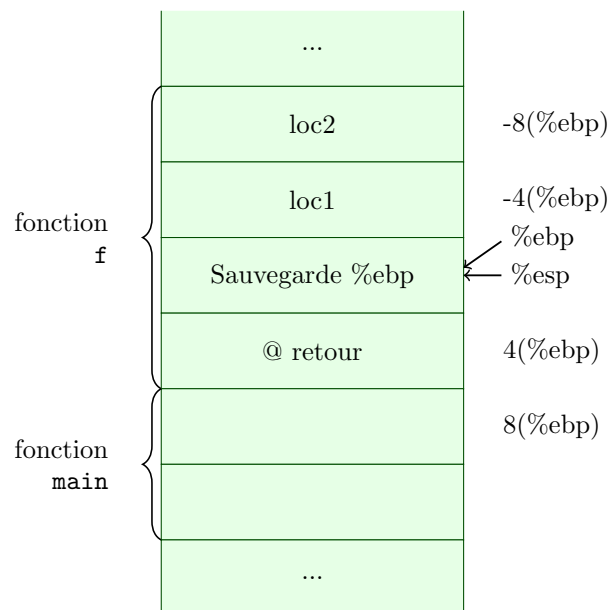 ...
loc2 -8(%ebp)
loc1 -4(%ebp)
fonction
f
%ebp
Sauvegarde %ebp %esp
@ retour 4(%ebp)
8(%ebp)
fonction
main
...